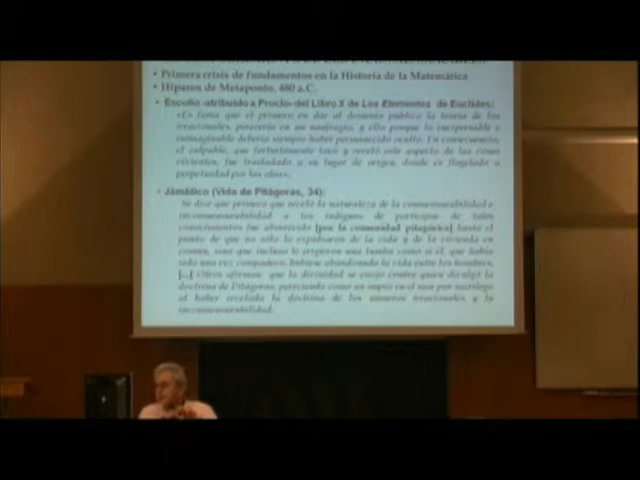 • Primera crisis de fundamentos en la Historia de la Matemática
• Hipasos de Metaponto, 480 a.C.
• Escolio -atribuido a Proclo- del Libro X de Los Elementos de Euclides:
«Es fama que el primero en dar al dominio público la teoría de los
irracionales, perecería en un naufragio, y ello porque lo inexpresable e
inimaginable debería siempre haber permanecido oculto. En consecuencia,
el culpable, que fortuitamente tocó y reveló este aspecto de las cosas
vivientes, fue trasladado a su lugar de origen, donde es flagelado a
perpetuidad por las olas».
• Jámblico (Vida de Pitágoras, 34):
Se dice que primero que reveló la naturaleza de la conmensurabilidad e
inconmensurabilidad a los indignos de participar de tales
conocimientos fue aborrecido [por la comunidad pitagórica] hasta el
punto de que no sólo lo expulsaron de la vida y de la vivienda en
común, sino que incluso le erigieron una tumba como si él, que había
sido una vez compañero, hubiese abandonado la vida entre los hombres.
[...] Otros afirman que la divinidad se enojó contra quien divulgó la
doctrina de Pitágoras, pereciendo como un impío en el mar por sacrilegio
al haber revelado la doctrina de los números irracionales y la
inconmensurabilidad.